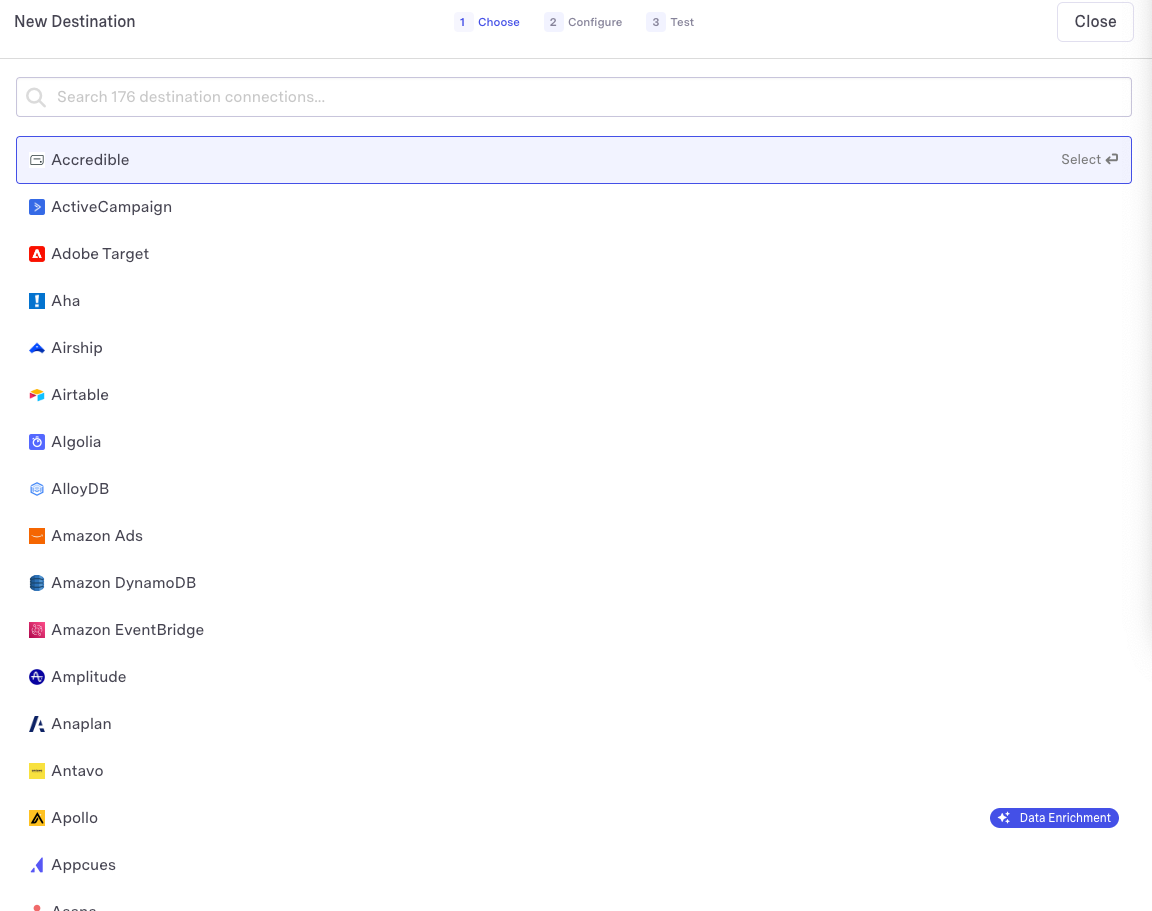 New Destination
1 Choose
2 Configure
3 Test
Close
Search 176 destination connections...
Accredible
Select
ActiveCampaign
Adobe Target
Aha
Airship
Airtable
Algolia
AlloyDB
Amazon Ads
Amazon DynamoDB
Amazon EventBridge
Amplitude
Anaplan
Antavo
Apollo
Data Enrichment
Appcues